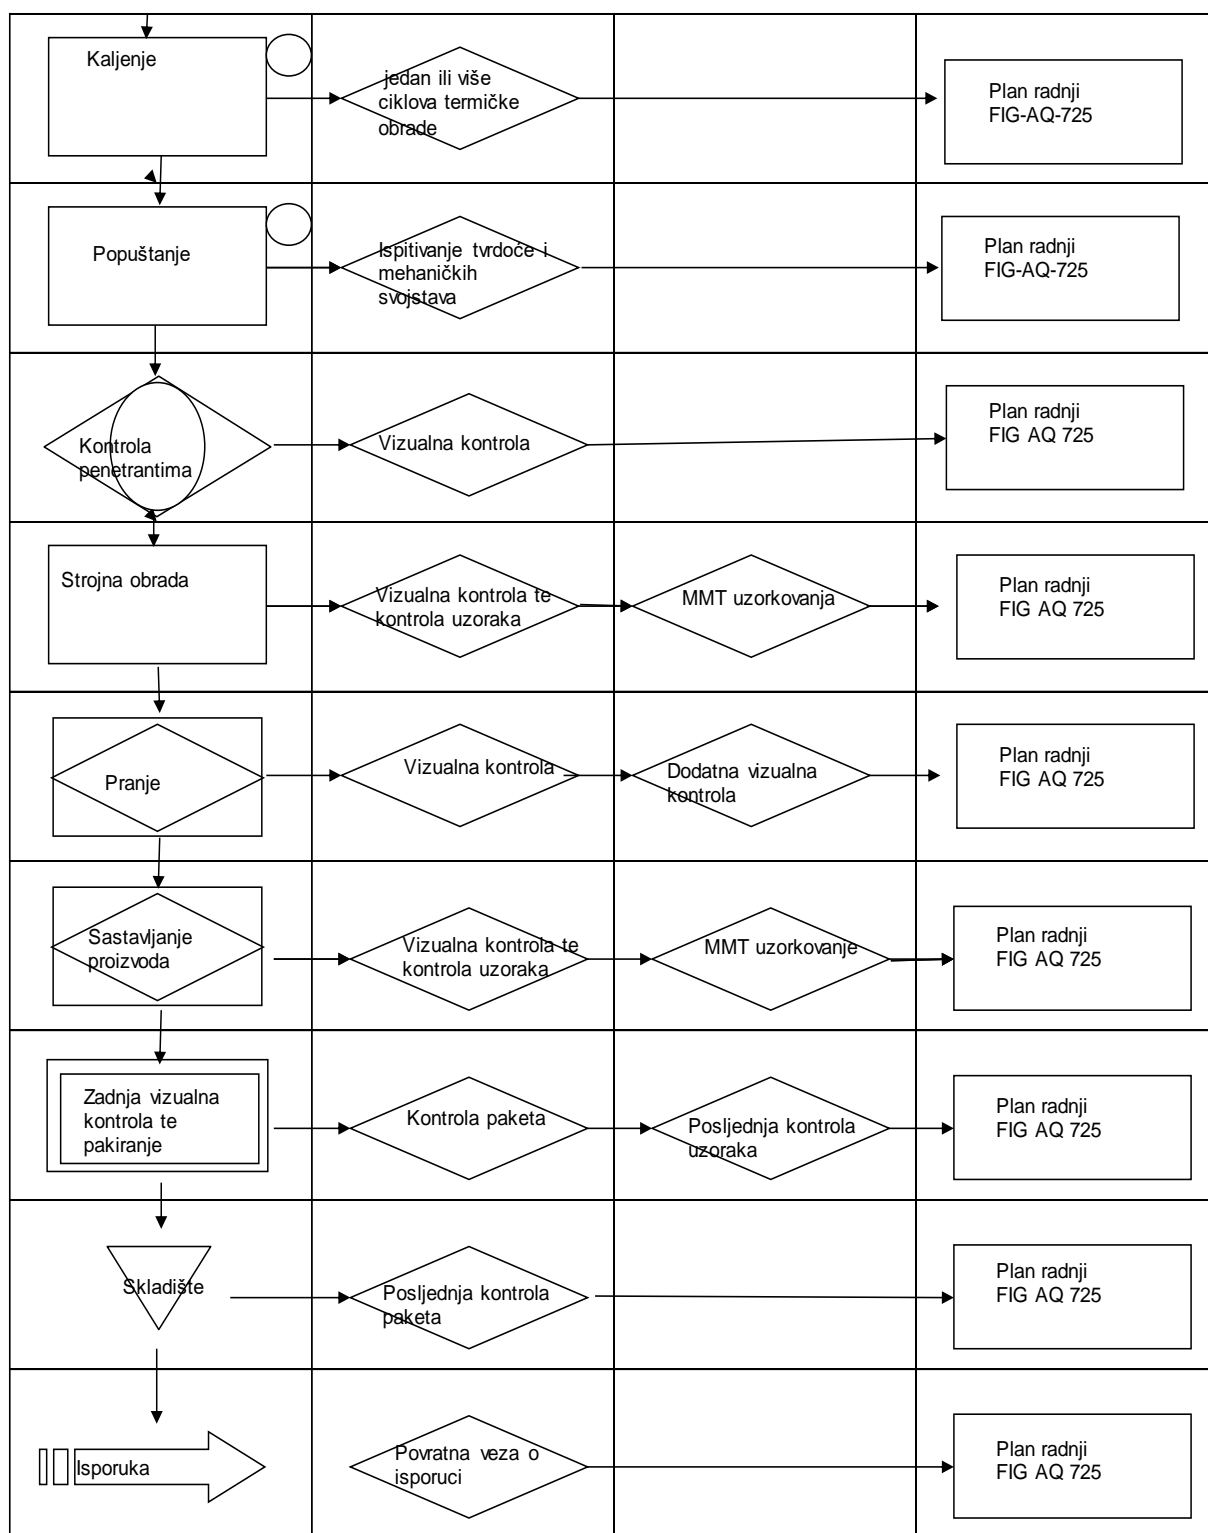 Kaljenje
jedan ili više
ciklova termičke
obrade
Plan radnji
FIG-AQ-725
Popuštanje
Ispitivanje tvrdoće i
mehaničkih
svojstava
Plan radnji
FIG-AQ-725
Kontrola
penetrantima
Vizualna kontrola
Plan radnji
FIG AQ 725
Strojna obrada
Vizualna kontrola te
kontrola uzoraka
MMT uzorkovanja
Plan radnji
FIG AQ 725
Pranje
Vizualna kontrola
Dodatna vizualna
kontrola
Plan radnji
FIG AQ 725
Sastavljanje
proizvoda
Vizualna kontrola te
kontrola uzoraka
MMT uzorkovanje
Plan radnji
FIG AQ 725
Zadnja vizualna
kontrola te
pakiranje
Kontrola paketa
Posljednja kontrola
uzoraka
Plan radnji
FIG AQ 725
Skladište
Posljednja kontrola
paketa
Plan radnji
FIG AQ 725
Isporuka
Povratna veza o
isporuci
Plan radnji
FIG AQ 725